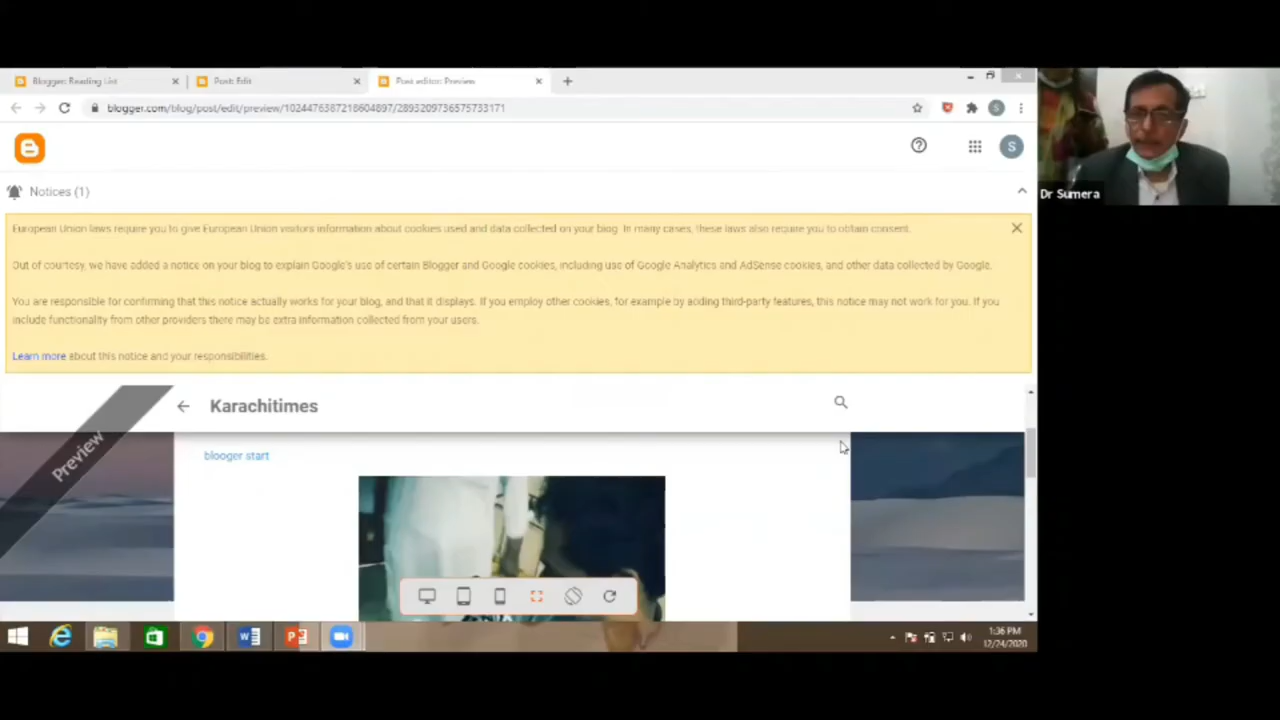 Blogger: Reading List
Post: Edit
Post editor: Preview
blogger.com/blog/post/edit/preview/1024476387218604897/2895209736575733171
S
S
Dr Sumera
Notices (1)
European Union laws require you to give European Union visitors information about cookies used and data collected on your blog. In many cases, these laws also require you to obtain consent.
Out of courtesy, we have added a notice on your blog to explain Google's use of certain Blogger and Google cookies, including use of Google Analytics and AdSense cookies, and other data collected by Google.
You are responsible for confirming that this notice actually works for your blog, and that it displays. If you employ other cookies, for example by adding third-party features, this notice may not work for you. If you
include functionality from other providers there may be extra information collected from your users.
Learn more about this notice and your responsibilities.
Karachitimes
Preview
blooger start
1:36 PM
12/24/2020